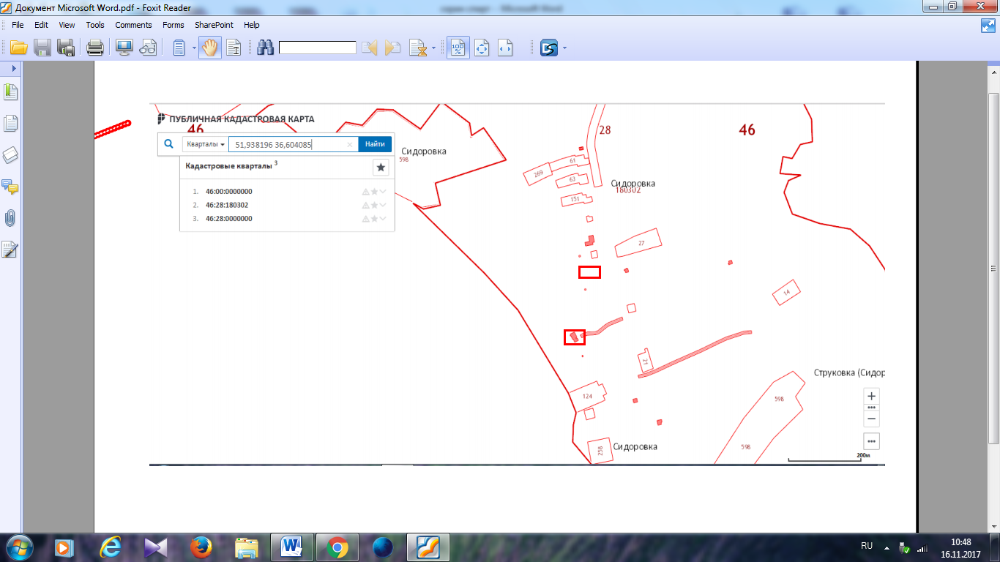 Документ Microsoft Word.pdf - Foxit Reader
File Edit View Tools Comments Forms SharePoint Help
ПУБЛИЧНАЯ КАДАСТРОВАЯ КАРТА
46
28
46
Кварталы 51,938196 36,604085 Найти
Сидоровка
598
Кадастровые кварталы 3
1. 46:00:0000000
2. 46:28:180302
3. 46:28:0000000
61
269
63
Сидоровка
180302
151
27
14
21
Струковка (Сидор
124
598
598
258
Сидоровка
200м
RU
10:48
16.11.2017